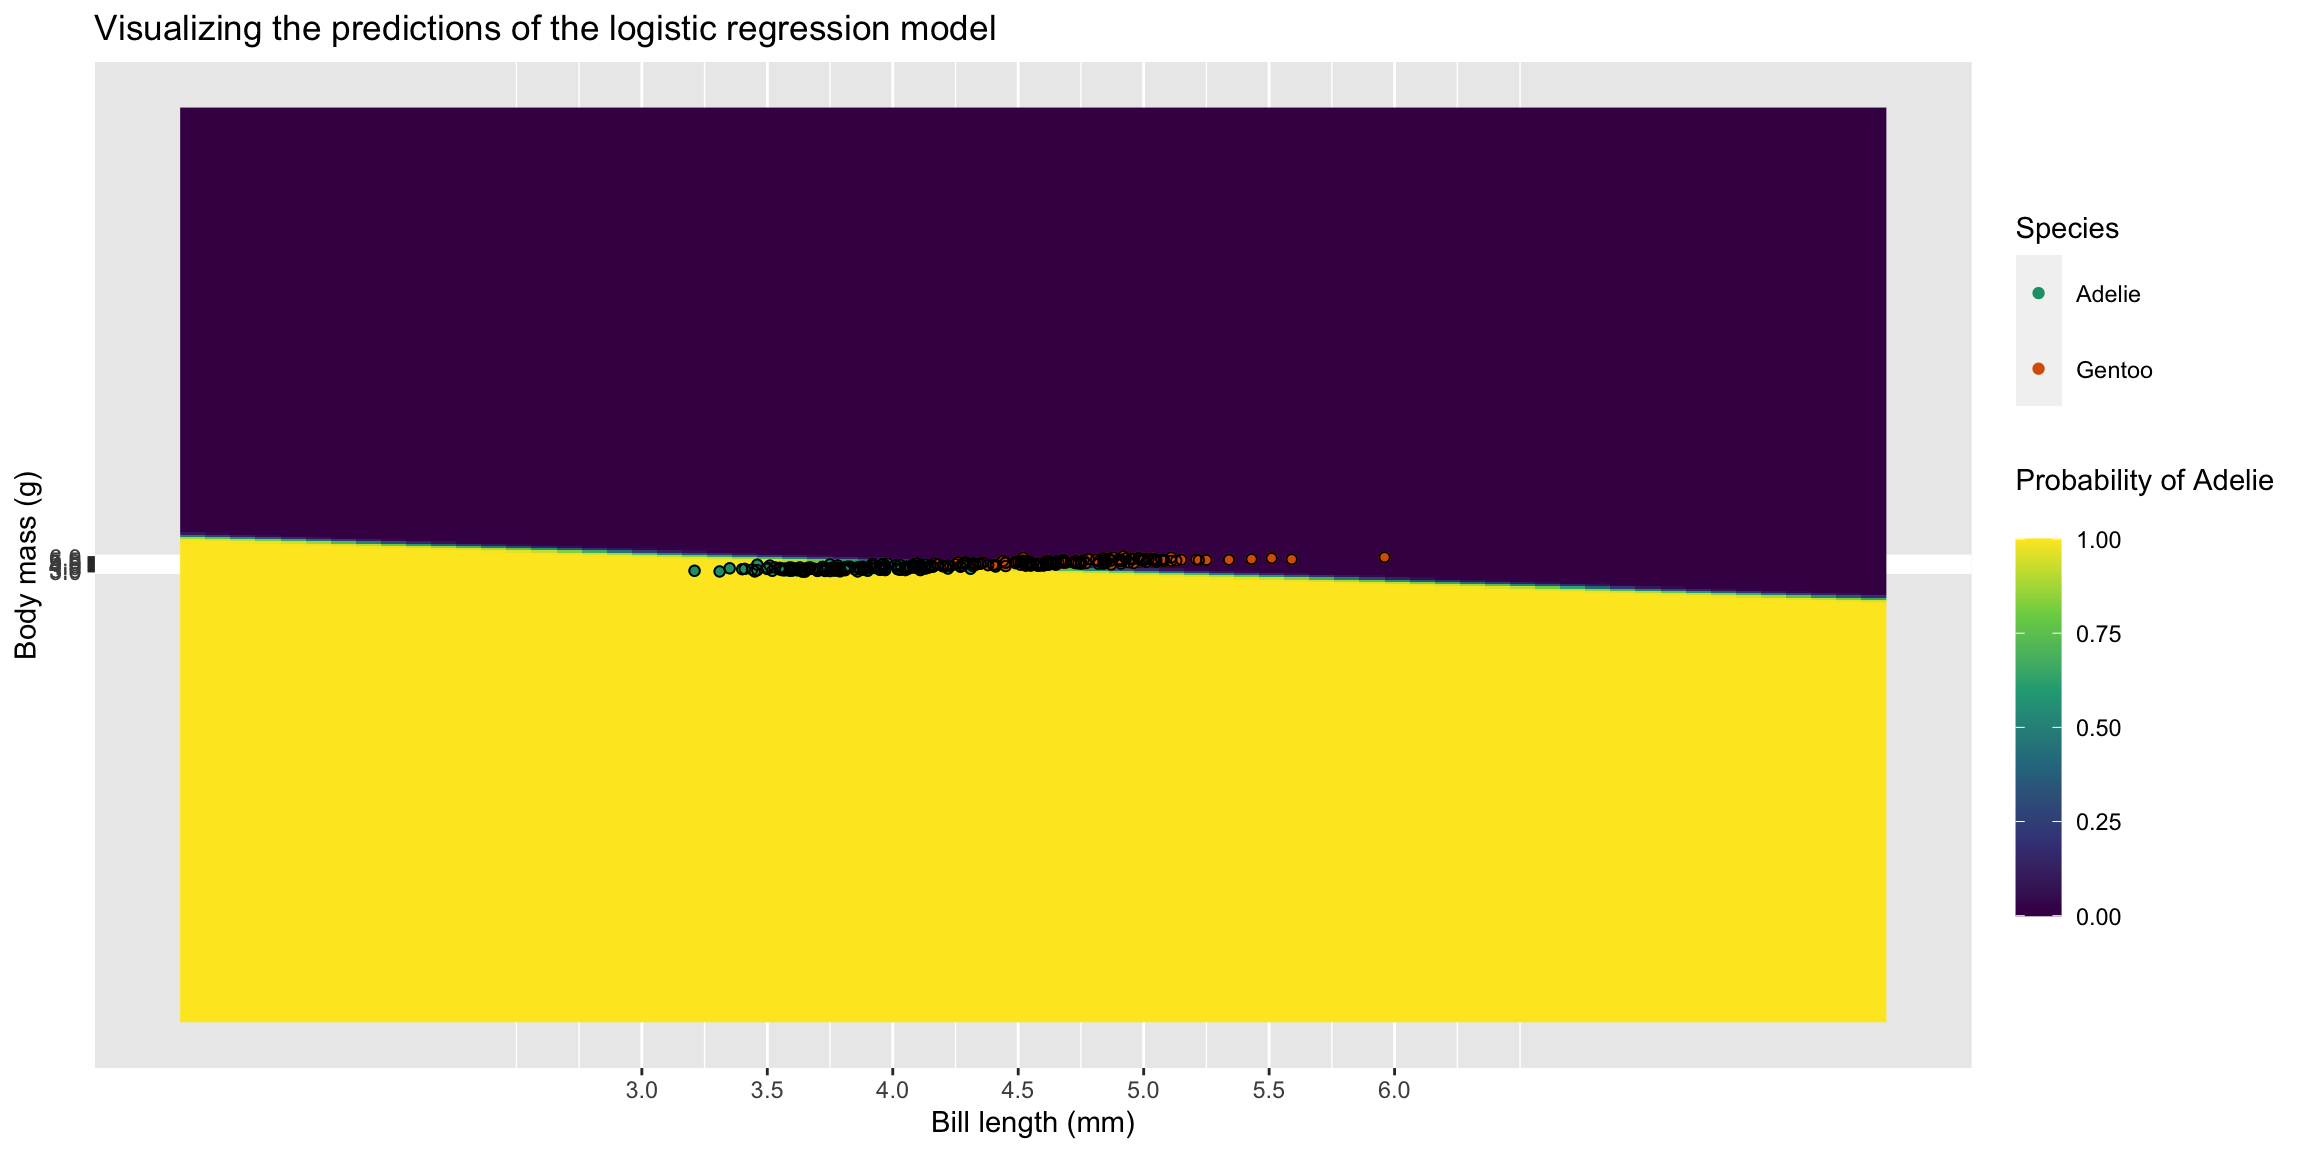 Visualizing the predictions of the logistic regression model
Body mass (g)
3.0 3.5 4.0 4.5 5.0 5.5 6.0
Bill length (mm)
Species
Adelie
Gentoo
Probability of Adelie
1.00
0.75
0.50
0.25
0.00